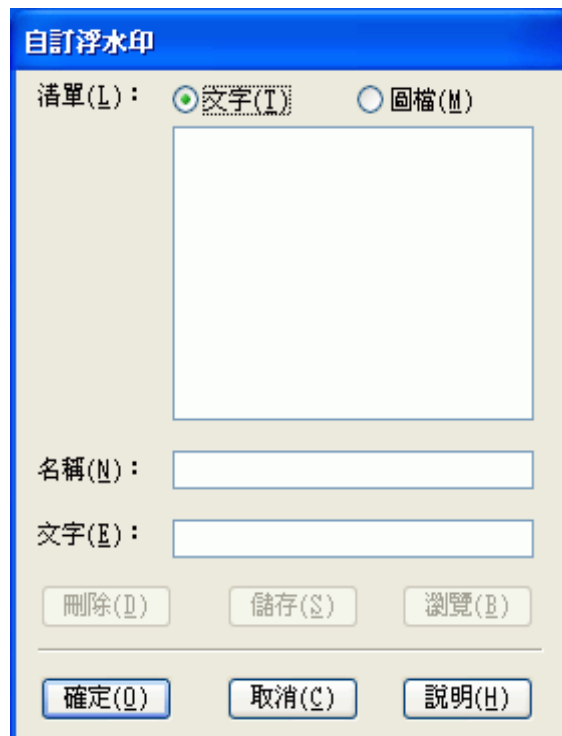 自訂浮水印
清單(L)： 文字(T) 圖檔(M)
名稱(N)：
文字(E)：
刪除(D) 儲存(S) 瀏覽(B)
確定(O) 取消(C) 說明(H)